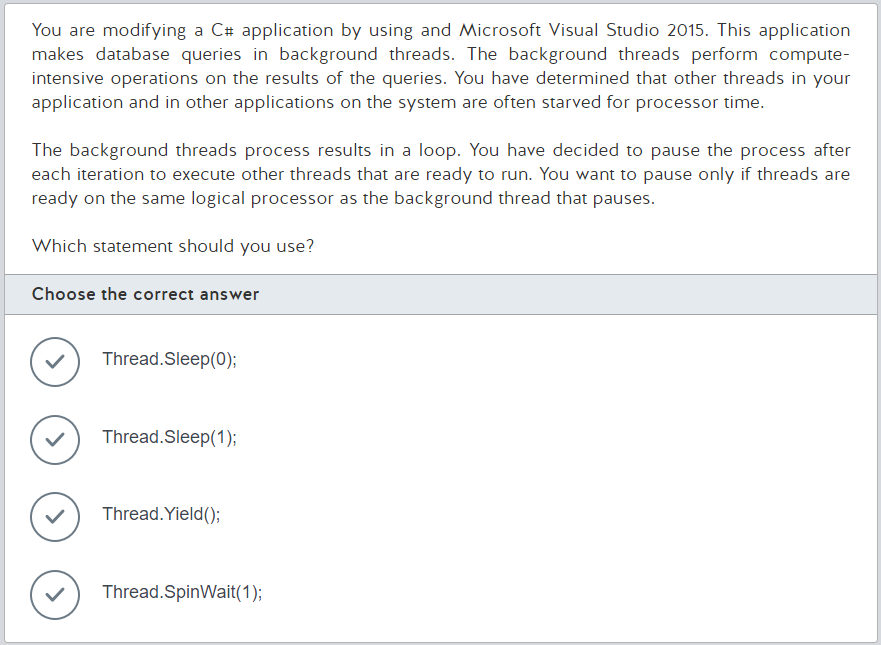 You are modifying a C# application by using and Microsoft Visual Studio 2015. This application
makes database queries in background threads. The background threads perform compute-
intensive operations on the results of the queries. You have determined that other threads in your
application and in other applications on the system are often starved for processor time.
The background threads process results in a loop. You have decided to pause the process after
each iteration to execute other threads that are ready to run. You want to pause only if threads are
ready on the same logical processor as the background thread that pauses.
Which statement should you use?
Choose the correct answer
Thread.Sleep(0);
Thread.Sleep(1);
Thread.Yield();
Thread.SpinWait(1);